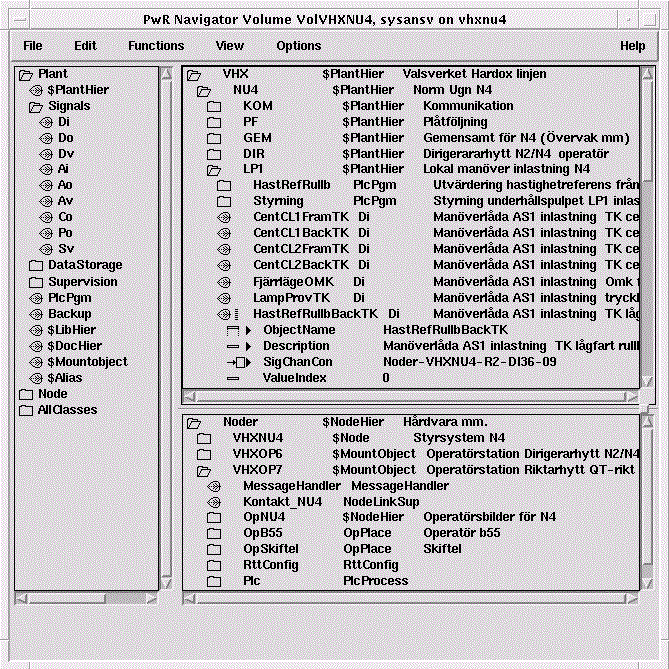 PwR Navigator Volume VolVHXNU4, sysansv on vhxnu4
File Edit Functions View Options Help
Plant
$PlantHier
Signals
Di
Do
Dv
Ai
Ao
Av
Co
Po
Sv
DataStorage
Supervision
PlcPgm
Backup
$LibHier
$DocHier
$Mountobject
$Alias
Node
AllClasses
VHX $PlantHier Valsverket Hardox linjen
NU4 $PlantHier Norm Ugn N4
KOM $PlantHier Kommunikation
PF $PlantHier Plåtföljning
GEM $PlantHier Gemensamt för N4 (Övervak mm)
DIR $PlantHier Dirigerarhytt N2/N4 operatör
LP1 $PlantHier Lokal manöver inlastning N4
HastRefRullb PlcPgm Utvärdering hastighetreferens från
Styrning PlcPgm Styrning underhållspulpet LP1 inlas
CentCL1FramTK Di Manöverlåda AS1 inlastning TK ce
CentCL1BackTK Di Manöverlåda AS1 inlastning TK ce
CentCL2FramTK Di Manöverlåda AS1 inlastning TK ce
CentCL2BackTK Di Manöverlåda AS1 inlastning TK ce
FjärrlägeOMK Di Manöverlåda AS1 inlastning Omk f
LampProvTK Di Manöverlåda AS1 inlastning tryckl
HastRefRullbBackTK Di Manöverlåda AS1 inlastning TK låg
ObjectName HastRefRullbBackTK
Description Manöverlåda AS1 inlastning TK lågfart rullb
SigChanCon Noder-VHXNU4-R2-DI36-09
ValueIndex 0
Noder $NodeHier Hårdvara mm.
VHXNU4 $Node Styrsystem N4
VHXOP6 $MountObject Operatörstation Dirigerarhytt N2/N4
VHXOP7 $MountObject Operatörstation Riktarhytt QT-rikt
MessageHandler MessageHandler
Kontakt_NU4 NodeLinkSup
OpNU4 $NodeHier Operatörsbilder för N4
OpB55 OpPlace Operatör b55
OpSkiftel OpPlace Skiftel
RttConfig RttConfig
Plc PlcProcess